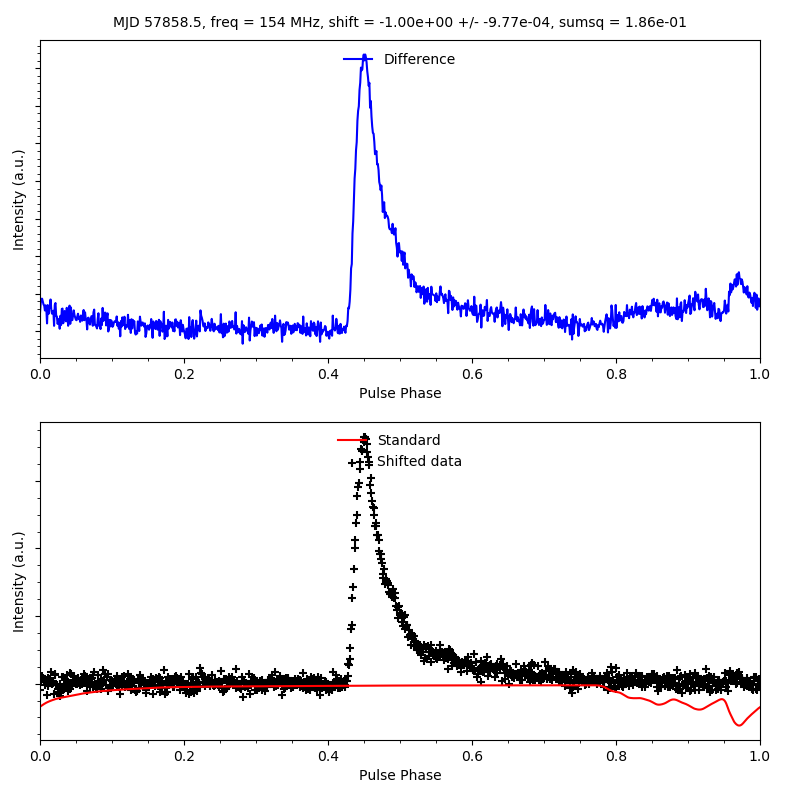 MJD 57858.5, freq = 154 MHz, shift = -1.00e+00 +/- -9.77e-04, sumsq = 1.86e-01
Difference
Intensity (a.u.)
0.0 0.2 0.4 0.6 0.8 1.0
Pulse Phase
Standard
Shifted data
Intensity (a.u.)
0.0 0.2 0.4 0.6 0.8 1.0
Pulse Phase